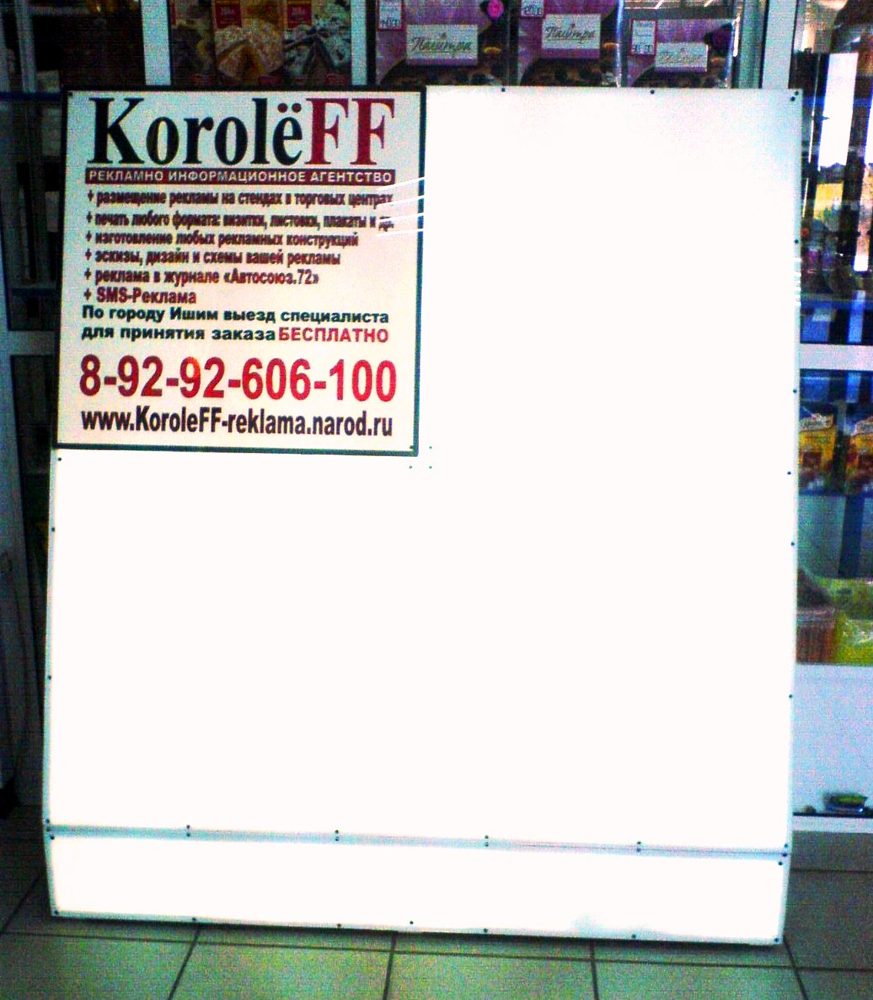 Палитра
Палитра
KorolёFF
РЕКЛАМНО ИНФОРМАЦИОННОЕ АГЕНТСТВО
+ размещение рекламы на стендах в торговых центрах
+ печать любого формата: визитки, листовки, плакаты и др.
+ изготовление любых рекламных конструкций
+ эскизы, дизайн и схемы вашей рекламы
+ реклама в журнале «Автосоюз.72»
+ SMS-Реклама
По городу Ишим выезд специалиста
для принятия заказа БЕСПЛАТНО
8-92-92-606-100
www.KoroleFF-reklama.narod.ru